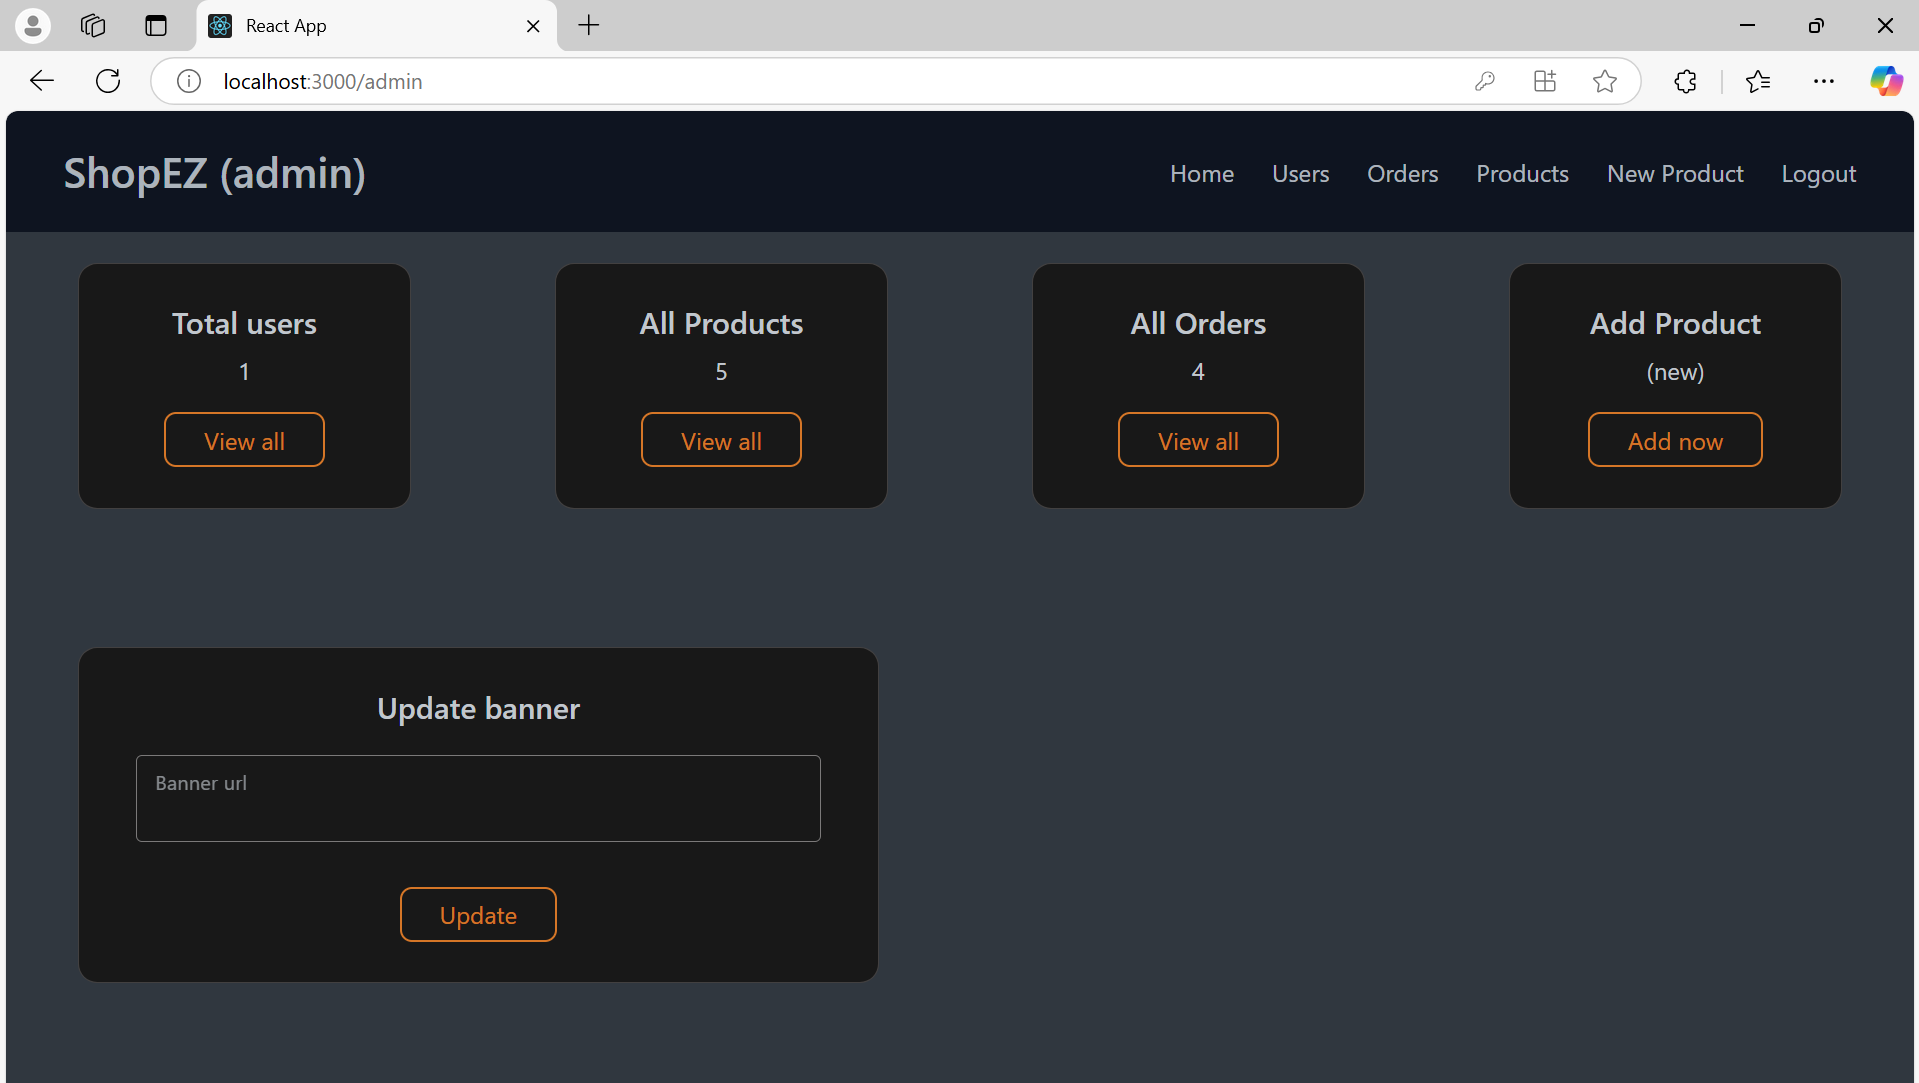 React App
localhost:3000/admin
ShopEZ (admin)
Home Users Orders Products New Product Logout
Total users
1
View all
All Products
5
View all
All Orders
4
View all
Add Product
(new)
Add now
Update banner
Banner url
Update